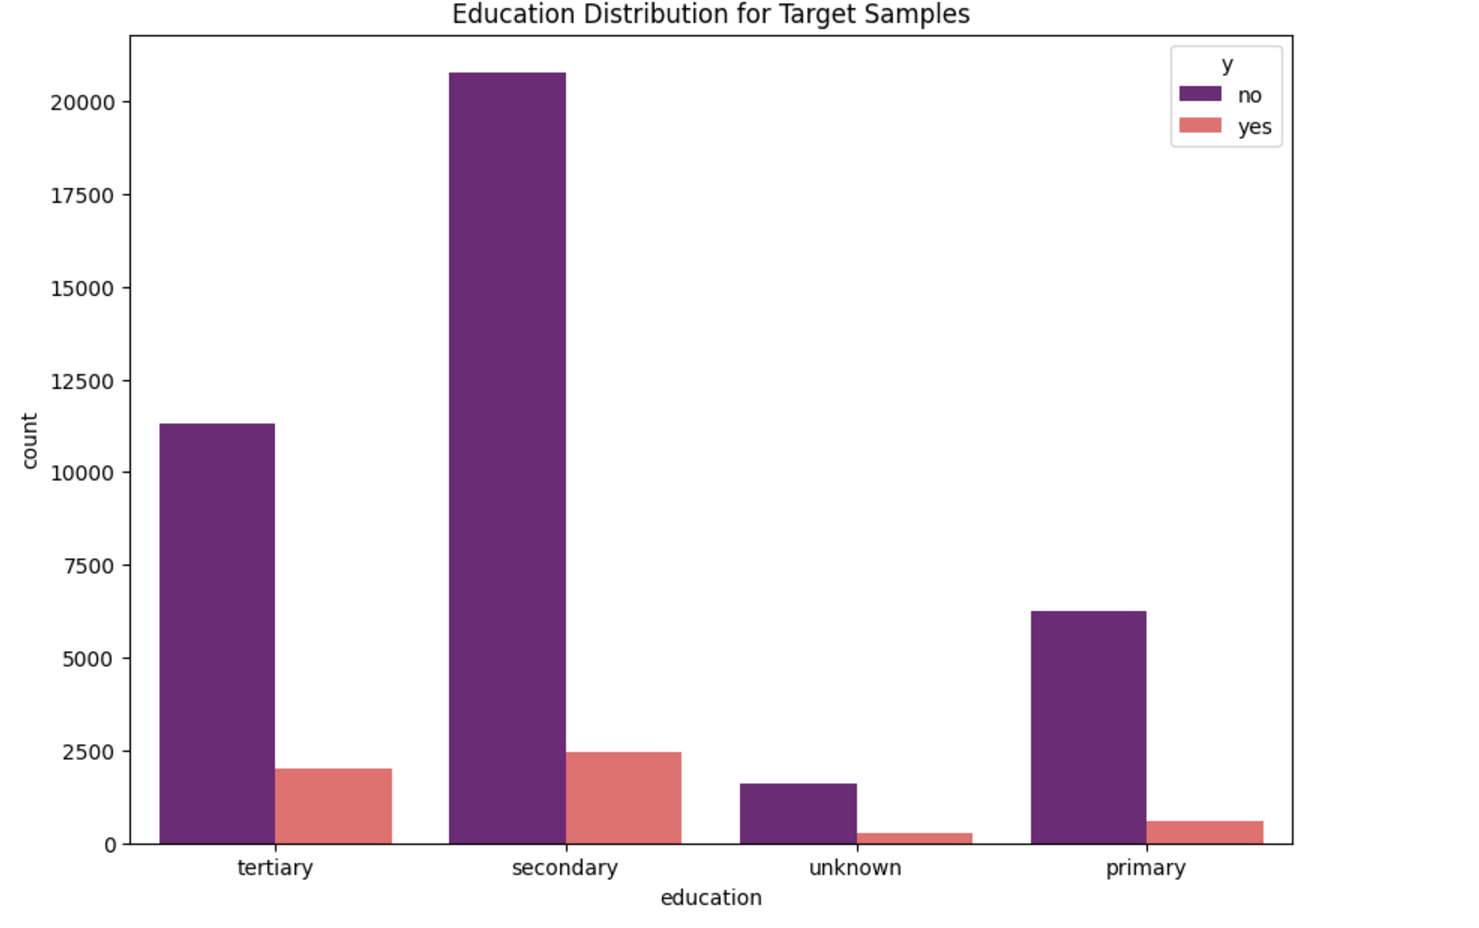 Education Distribution for Target Samples
y
no
yes
20000
17500
15000
12500
10000
7500
5000
2500
0
count
tertiary secondary unknown primary
education